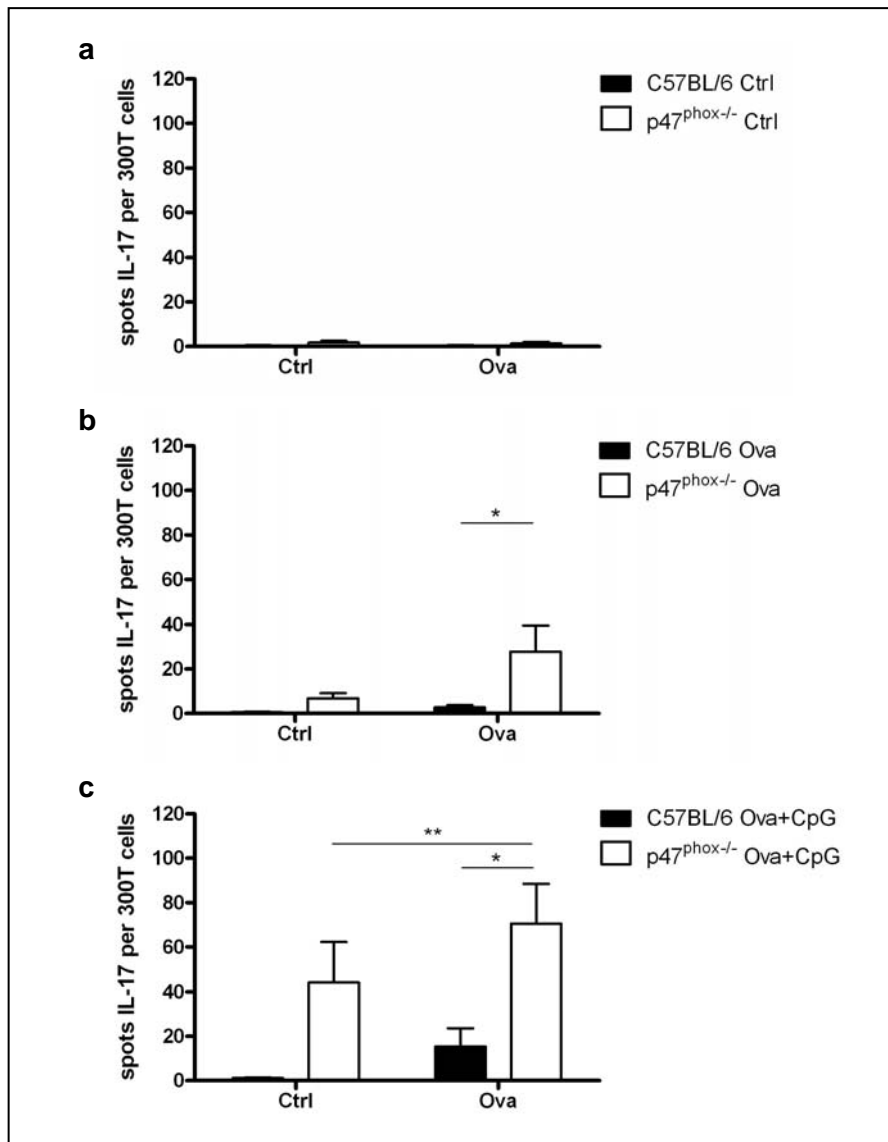 a
120
100
80
60
40
20
0
spots IL-17 per 300T cells
Ctrl
Ova
C57BL/6 Ctrl
p47phox-/- Ctrl
b
120
100
80
60
40
20
0
spots IL-17 per 300T cells
*
Ctrl
Ova
C57BL/6 Ova
p47phox-/- Ova
c
120
100
80
60
40
20
0
spots IL-17 per 300T cells
**
*
Ctrl
Ova
C57BL/6 Ova+CpG
p47phox-/- Ova+CpG